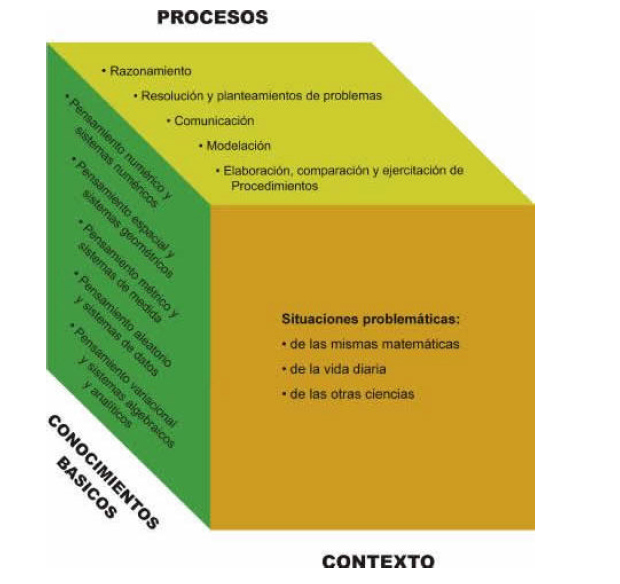 PROCESOS
• Razonamiento
• Resolución y planteamientos de problemas
• Comunicación
• Modelación
• Elaboración, comparación y ejercitación de
Procedimientos
• Pensamiento numérico y
sistemas numéricos
• Pensamiento espacial y
sistemas geométricos
• Pensamiento métrico y
sistemas de medida
• Pensamiento aleatorio
y sistemas de datos
• Pensamiento variacional
y sistemas algebraicos
y analíticos
Situaciones problemáticas:
• de las mismas matemáticas
• de la vida diaria
• de las otras ciencias
CONOCIMIENTOS
BASICOS
CONTEXTO